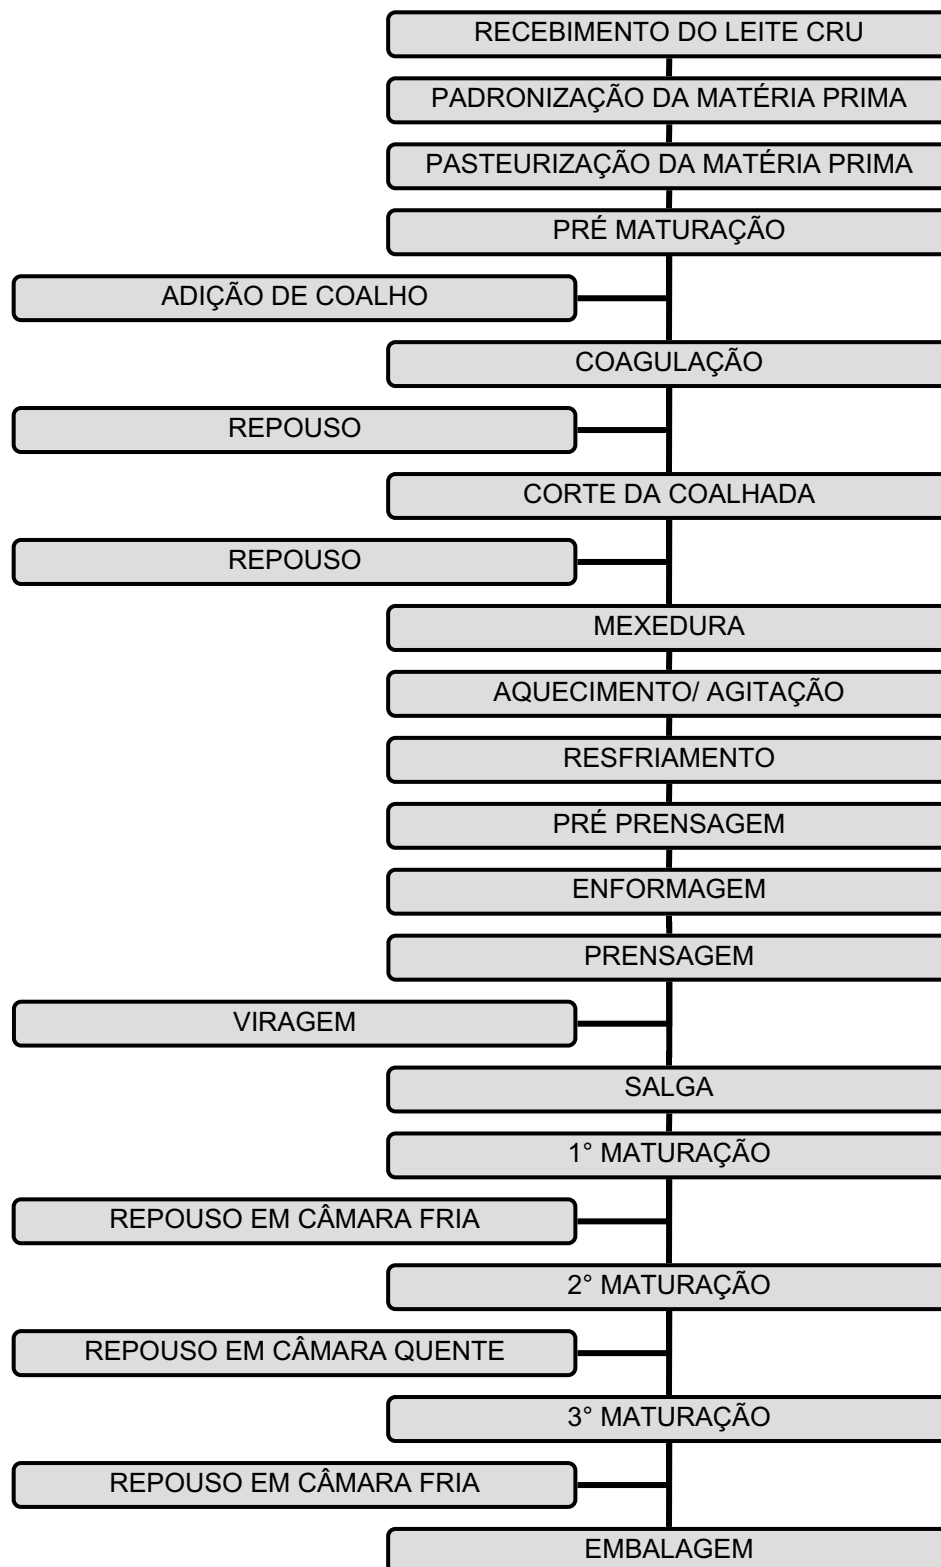 RECEBIMENTO DO LEITE CRU
PADRONIZAÇÃO DA MATÉRIA PRIMA
PASTEURIZAÇÃO DA MATÉRIA PRIMA
PRÉ MATURAÇÃO
ADIÇÃO DE COALHO
COAGULAÇÃO
REPOUSO
CORTE DA COALHADA
REPOUSO
MEXEDURA
AQUECIMENTO/ AGITAÇÃO
RESFRIAMENTO
PRÉ PRENSAGEM
ENFORMAGEM
PRENSAGEM
VIRAGEM
SALGA
1° MATURAÇÃO
REPOUSO EM CÂMARA FRIA
2° MATURAÇÃO
REPOUSO EM CÂMARA QUENTE
3° MATURAÇÃO
REPOUSO EM CÂMARA FRIA
EMBALAGEM